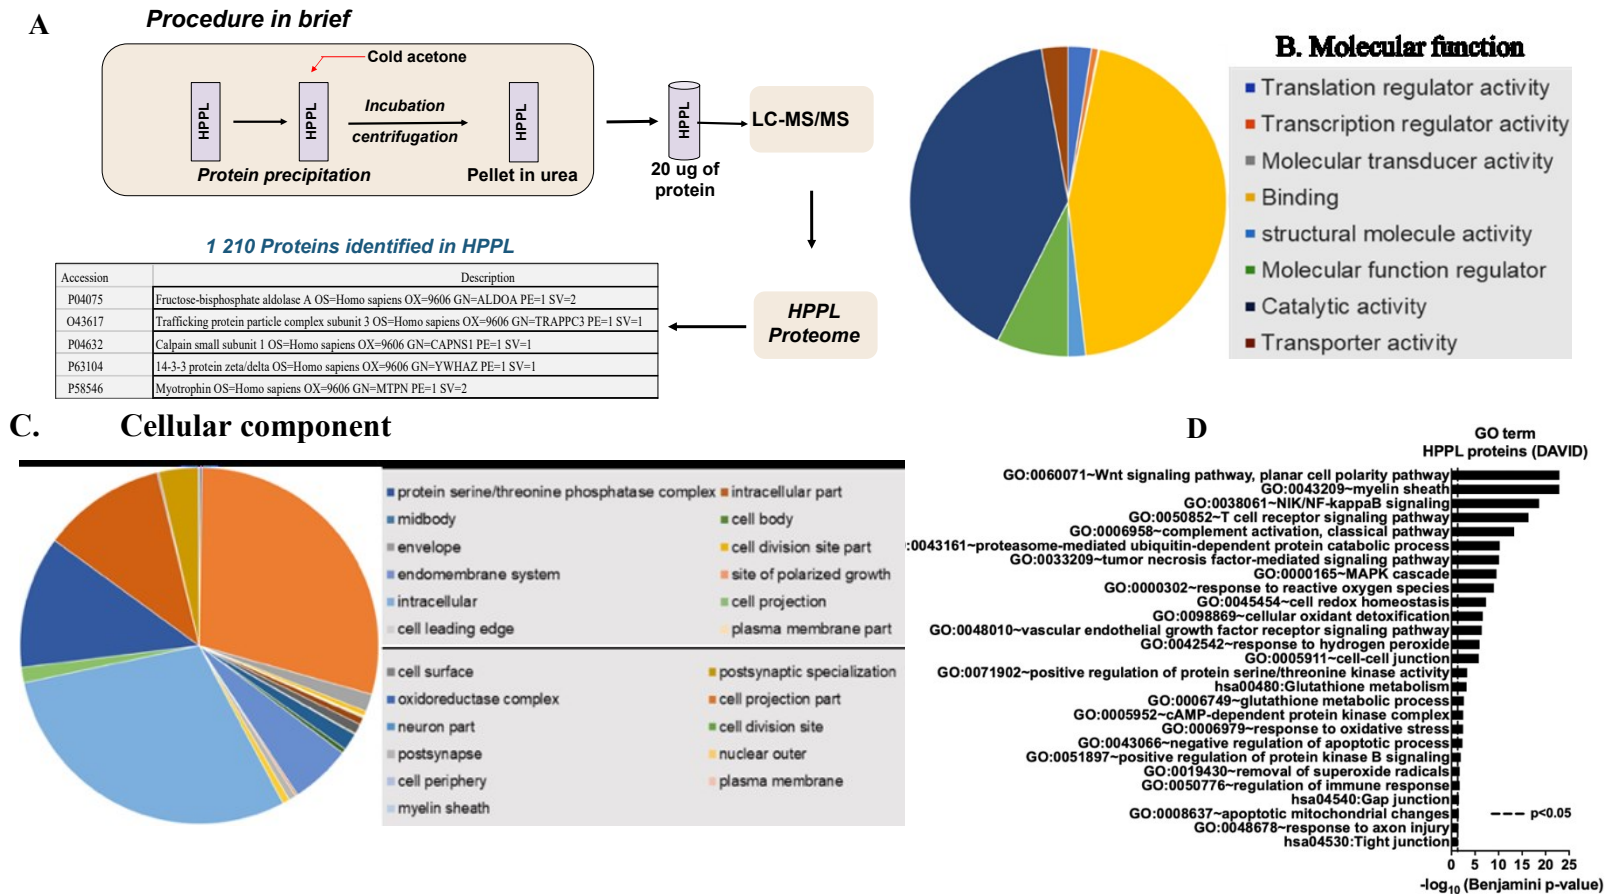 A
Procedure in brief
Cold acetone
HPPL
HPPL
Incubation
centrifugation
HPPL
Protein precipitation
Pellet in urea
HPPL
20 ug of
protein
LC-MS/MS
HPPL
Proteome
1 210 Proteins identified in HPPL
Accession Description
P04075 Fructose-bisphosphate aldolase A OS=Homo sapiens OX=9606 GN=ALDOA PE=1 SV=2
O43617 Trafficking protein particle complex subunit 3 OS=Homo sapiens OX=9606 GN=TRAPPC3 PE=1 SV=1
P04632 Calpain small subunit 1 OS=Homo sapiens OX=9606 GN=CAPNS1 PE=1 SV=1
P63104 14-3-3 protein zeta/delta OS=Homo sapiens OX=9606 GN=YWHAZ PE=1 SV=1
P58546 Myotrophin OS=Homo sapiens OX=9606 GN=MTPN PE=1 SV=2
B. Molecular function
Translation regulator activity
Transcription regulator activity
Molecular transducer activity
Binding
structural molecule activity
Molecular function regulator
Catalytic activity
Transporter activity
C. Cellular component
protein serine/threonine phosphatase complex intracellular part
midbody cell body
envelope cell division site part
endomembrane system site of polarized growth
intracellular cell projection
cell leading edge plasma membrane part
cell surface postsynaptic specialization
oxidoreductase complex cell projection part
neuron part cell division site
postsynapse nuclear outer
cell periphery plasma membrane
myelin sheath
D
GO term
HPPL proteins (DAVID)
GO:0060071~Wnt signaling pathway, planar cell polarity pathway
GO:0043209~myelin sheath
GO:0038061~NIK/NF-kappaB signaling
GO:0050852~T cell receptor signaling pathway
GO:0006958~complement activation, classical pathway
:0043161~proteasome-mediated ubiquitin-dependent protein catabolic process
GO:0033209~tumor necrosis factor-mediated signaling pathway
GO:0000165~MAPK cascade
GO:0000302~response to reactive oxygen species
GO:0045454~cell redox homeostasis
GO:0098869~cellular oxidant detoxification
GO:0048010~vascular endothelial growth factor receptor signaling pathway
GO:0042542~response to hydrogen peroxide
GO:0005911~cell-cell junction
GO:0071902~positive regulation of protein serine/threonine kinase activity
hsa00480:Glutathione metabolism
GO:0006749~glutathione metabolic process
GO:0005952~cAMP-dependent protein kinase complex
GO:0006979~response to oxidative stress
GO:0043066~negative regulation of apoptotic process
GO:0051897~positive regulation of protein kinase B signaling
GO:0019430~removal of superoxide radicals
GO:0050776~regulation of immune response
hsa04540:Gap junction
GO:0008637~apoptotic mitochondrial changes
GO:0048678~response to axon injury
hsa04530:Tight junction
p<0.05
0 5 10 15 20 25
-log10 (Benjamini p-value)